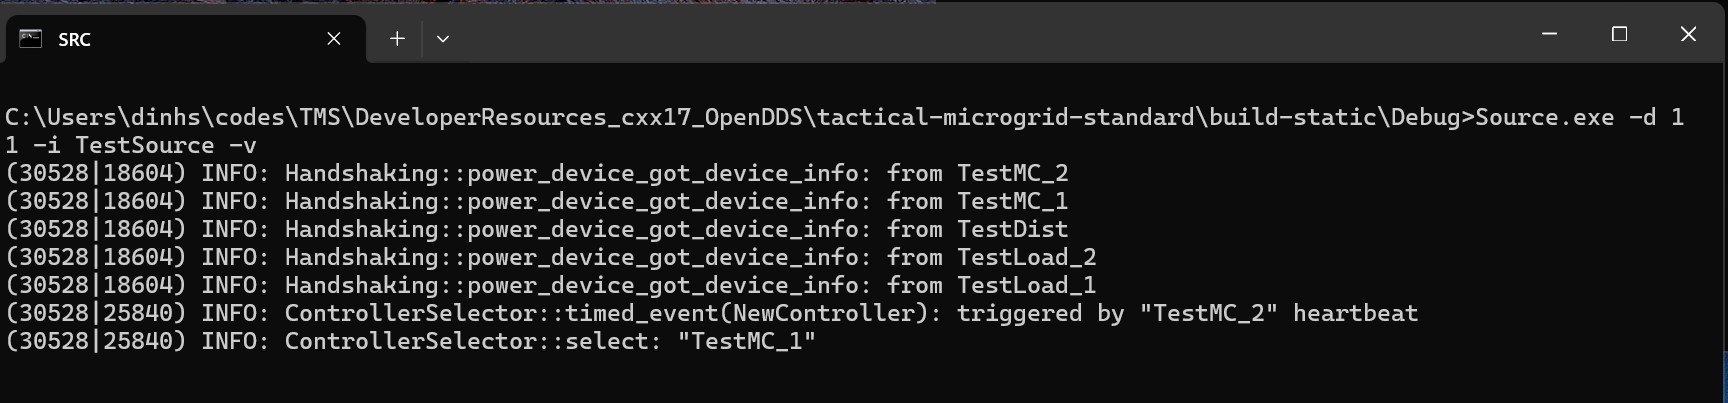 SRC
C:\Users\dinhs\codes\TMS\DeveloperResources_cxx17_OpenDDS\tactical-microgrid-standard\build-static\Debug>Source.exe -d 1
1 -i TestSource -v
(30528|18604) INFO: Handshaking::power_device_got_device_info: from TestMC_2
(30528|18604) INFO: Handshaking::power_device_got_device_info: from TestMC_1
(30528|18604) INFO: Handshaking::power_device_got_device_info: from TestDist
(30528|18604) INFO: Handshaking::power_device_got_device_info: from TestLoad_2
(30528|18604) INFO: Handshaking::power_device_got_device_info: from TestLoad_1
(30528|25840) INFO: ControllerSelector::timed_event(NewController): triggered by "TestMC_2" heartbeat
(30528|25840) INFO: ControllerSelector::select: "TestMC_1"